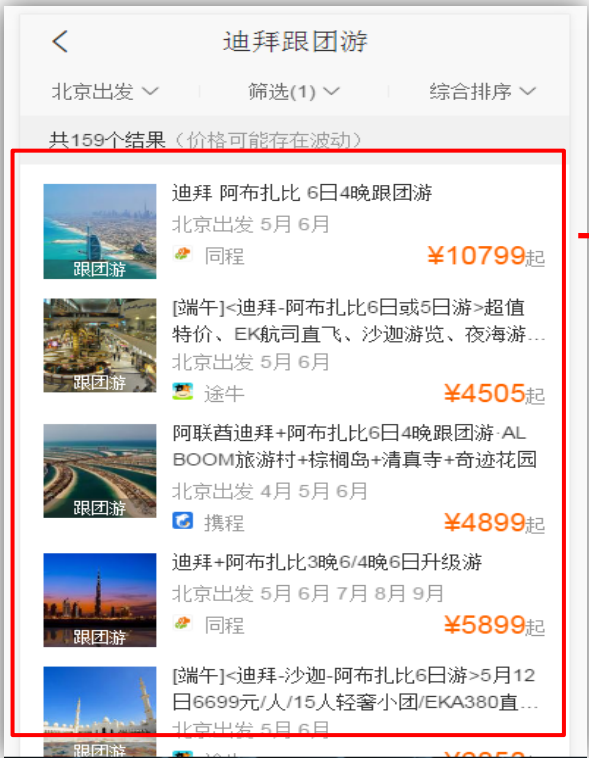 迪拜跟团游
北京出发 筛选(1) 综合排序
共159个结果（价格可能存在波动）
迪拜 阿布扎比 6日4晚跟团游
北京出发 5月 6月
跟团游
同程 ¥10799起
[端午]<迪拜-阿布扎比6日或5日游>超值
特价、EK航司直飞、沙迦游览、夜海游...
北京出发 5月 6月
跟团游
途牛 ¥4505起
阿联酋迪拜+阿布扎比6日4晚跟团游·AL
BOOM旅游村+棕榈岛+清真寺+奇迹花园
北京出发 4月 5月 6月
跟团游
携程 ¥4899起
迪拜+阿布扎比3晚6/4晚6日升级游
北京出发 5月 6月 7月 8月 9月
跟团游
同程 ¥5899起
[端午]<迪拜-沙迦-阿布扎比6日游>5月12
日6699元/人/15人轻奢小团/EKA380直...
北京出发 5月 6月
跟团游